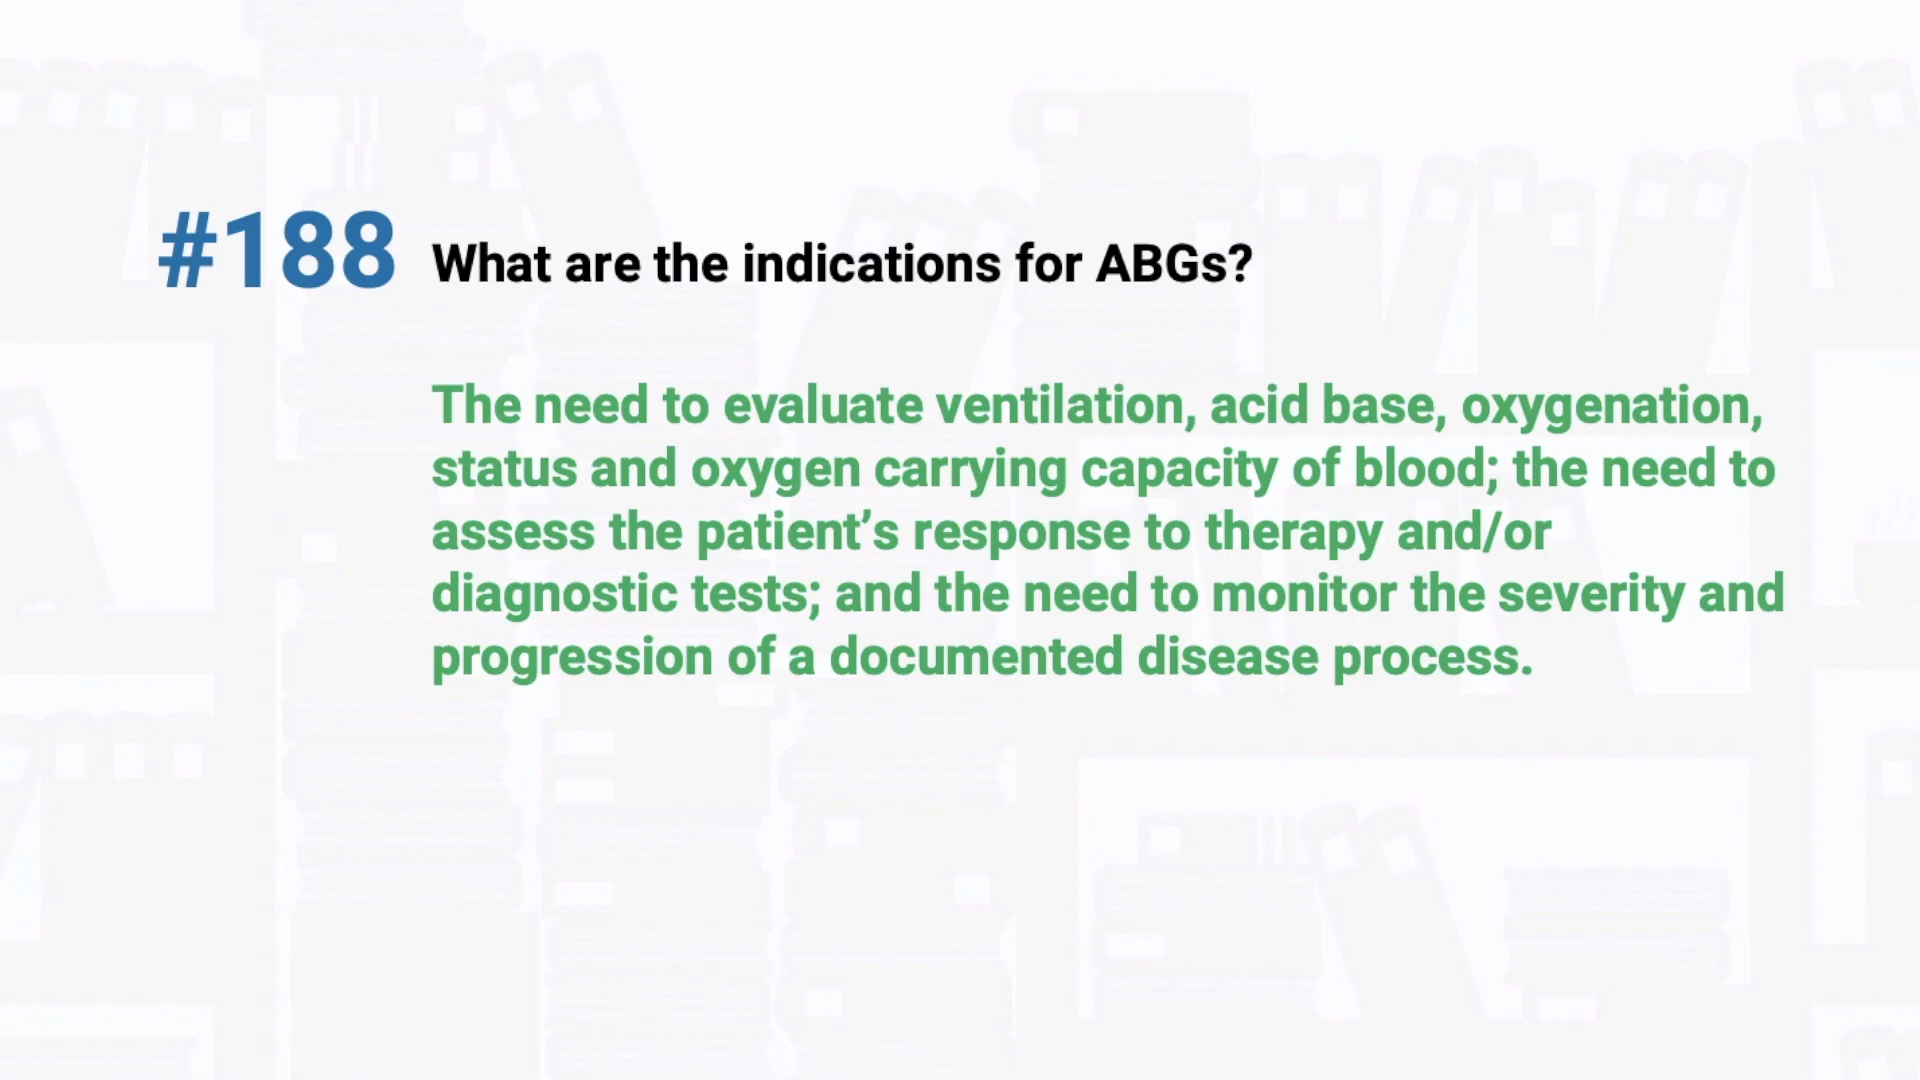 #188 What are the indications for ABGs?
The need to evaluate ventilation, acid base, oxygenation,
status and oxygen carrying capacity of blood; the need to
assess the patient’s response to therapy and/or
diagnostic tests; and the need to monitor the severity and
progression of a documented disease process.